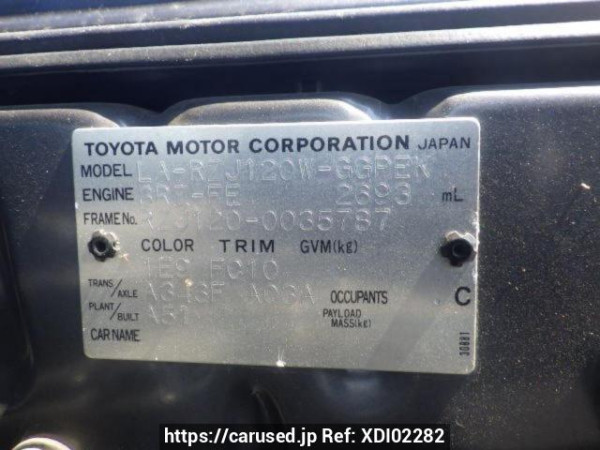 TOYOTA MOTOR CORPORATION JAPAN
MODEL LA-RZJ120W-GGPEK
ENGINE 3RZ-FE 2693 mL
FRAME No. RZJ120-0035787
COLOR TRIM GVM(kg)
1E9 FC10
TRANS/AXLE A343F A03A OCCUPANTS C
PLANT/BUILT A51 PAYLOAD MASS(kg)
CAR NAME
30881
https://carused.jp Ref: XDI02282